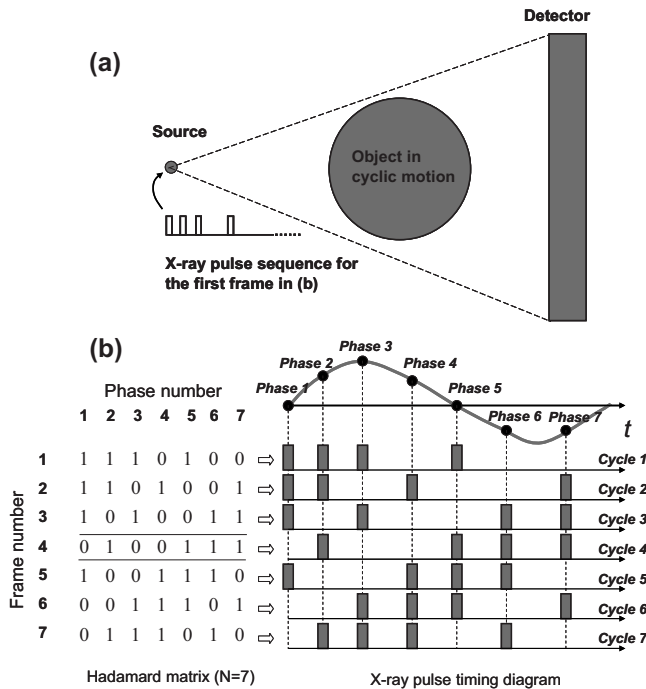 Detector
(a)
Source
Object in
cyclic motion
X-ray pulse sequence for
the first frame in (b)
(b)
Phase 3
Phase 2
Phase 4
Phase number
Phase 1
Phase 5
1 2 3 4 5 6 7
Phase 6
Phase 7
t
Frame number
1 1 1 1 0 1 0 0 ⇨ Cycle 1
2 1 1 0 1 0 0 1 ⇨ Cycle 2
3 1 0 1 0 0 1 1 ⇨ Cycle 3
4 0 1 0 0 1 1 1 ⇨ Cycle 4
5 1 0 0 1 1 1 0 ⇨ Cycle 5
6 0 0 1 1 1 0 1 ⇨ Cycle 6
7 0 1 1 1 0 1 0 ⇨ Cycle 7
Hadamard matrix (N=7)
X-ray pulse timing diagram